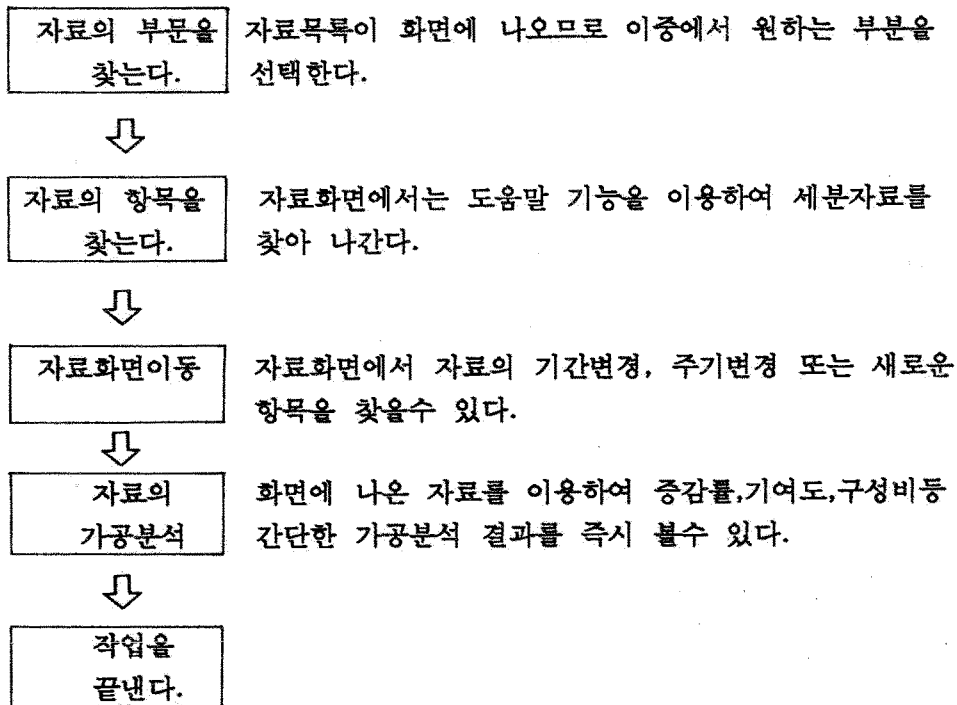 자료의 부문을 자료목록이 화면에 나오므로 이중에서 원하는 부분을
찾는다. 선택한다.
자료의 항목을 자료화면에서는 도움말 기능을 이용하여 세분자료를
찾는다. 찾아 나간다.
자료화면이동 자료화면에서 자료의 기간변경, 주기변경 또는 새로운
항목을 찾을수 있다.
자료의 화면에 나온 자료를 이용하여 증감률,기여도,구성비등
가공분석 간단한 가공분석 결과를 즉시 볼수 있다.
작업을
끝낸다.